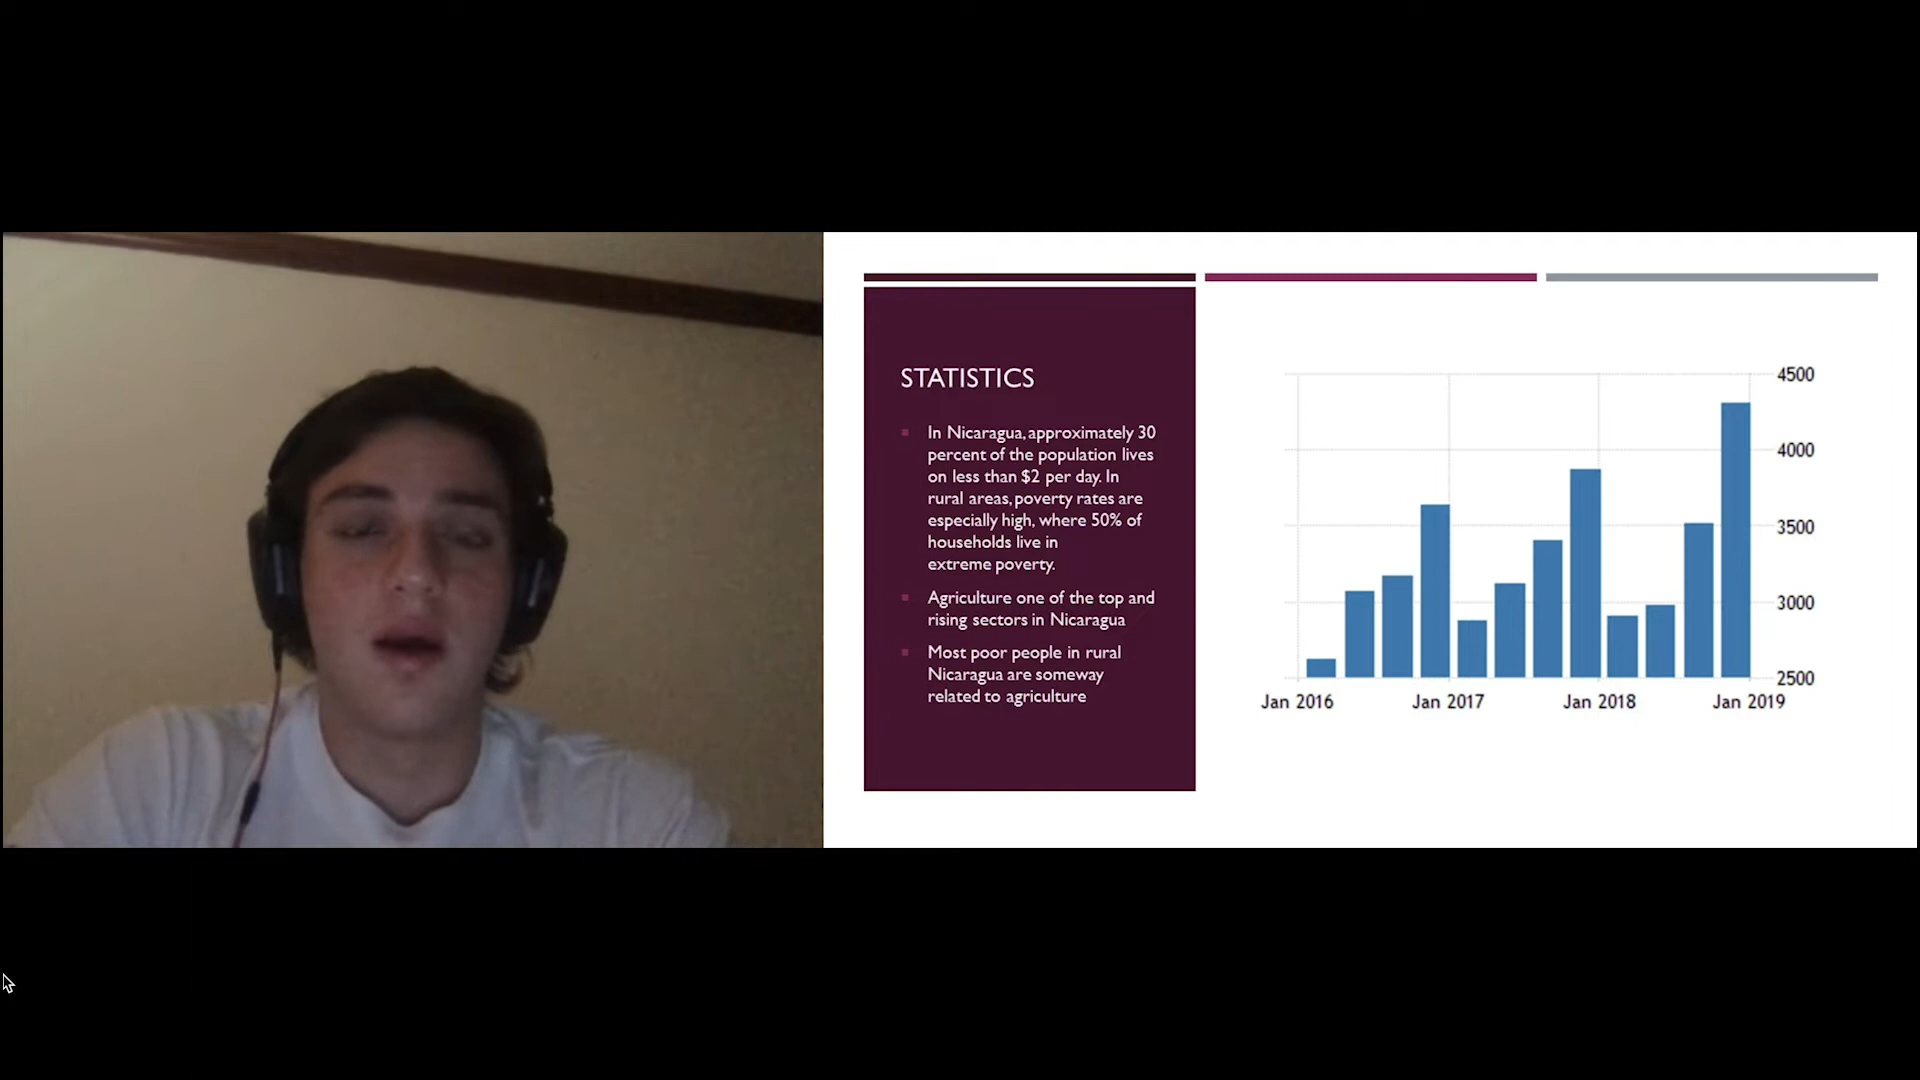 STATISTICS
In Nicaragua, approximately 30
percent of the population lives
on less than $2 per day. In
rural areas, poverty rates are
especially high, where 50% of
households live in
extreme poverty.
Agriculture one of the top and
rising sectors in Nicaragua
Most poor people in rural
Nicaragua are someway
related to agriculture
4500
4000
3500
3000
2500
Jan 2016
Jan 2017
Jan 2018
Jan 2019